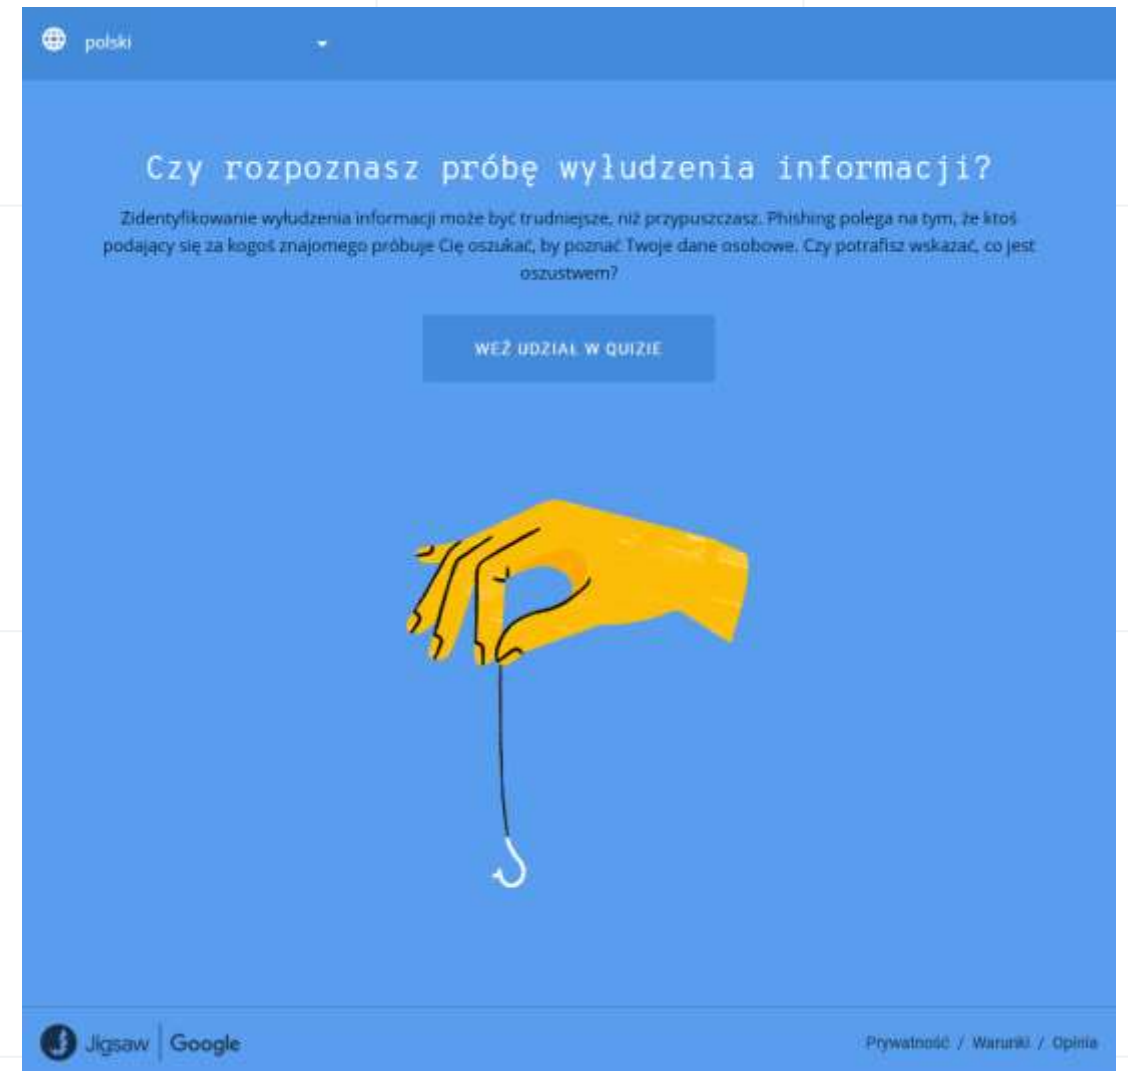 polski
Czy rozpoznasz próbę wyłudzenia informacji?
Zidentyfikowanie wyłudzenia informacji może być trudniejsze, niż przypuszczasz. Phishing polega na tym, że ktoś
podający się za kogoś znajomego próbuje Cię oszukać, by poznać Twoje dane osobowe. Czy potrafisz wskazać, co jest
oszustwem?
WEŹ UDZIAŁ W QUIZIE
Jigsaw | Google
Prywatność / Warunki / Opinia